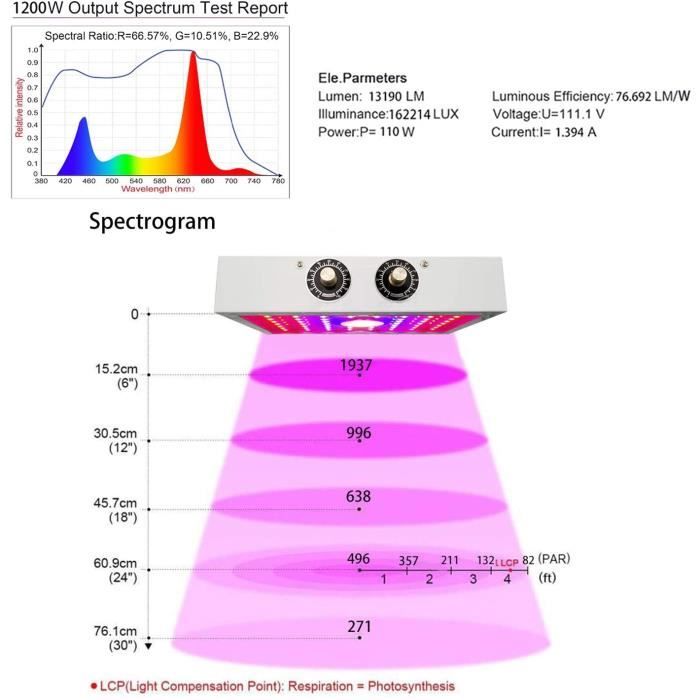 1200W Output Spectrum Test Report
Spectral Ratio:R=66.57%, G=10.51%, B=22.9%
Relative intensity
1.0
0.9
0.8
0.7
0.6
0.5
0.4
0.3
0.2
0.1
0
380 420 460 500 540 580 620 660 700 740 780
Wavelength (nm)
Spectrogram
Ele.Parmeters
Lumen: 13190 LM
Luminous Efficiency:76.692 LM/W
Illuminance:162214 LUX
Voltage:U=111.1 V
Power:P= 110 W
Current:I= 1.394 A
0
15.2cm
(6")
1937
30.5cm
(12")
996
45.7cm
(18")
638
60.9cm
(24")
496 357 211 132 LLCP 82 (PAR)
1 2 3 4 (ft)
76.1cm
(30")
271
LCP(Light Compensation Point): Respiration = Photosynthesis